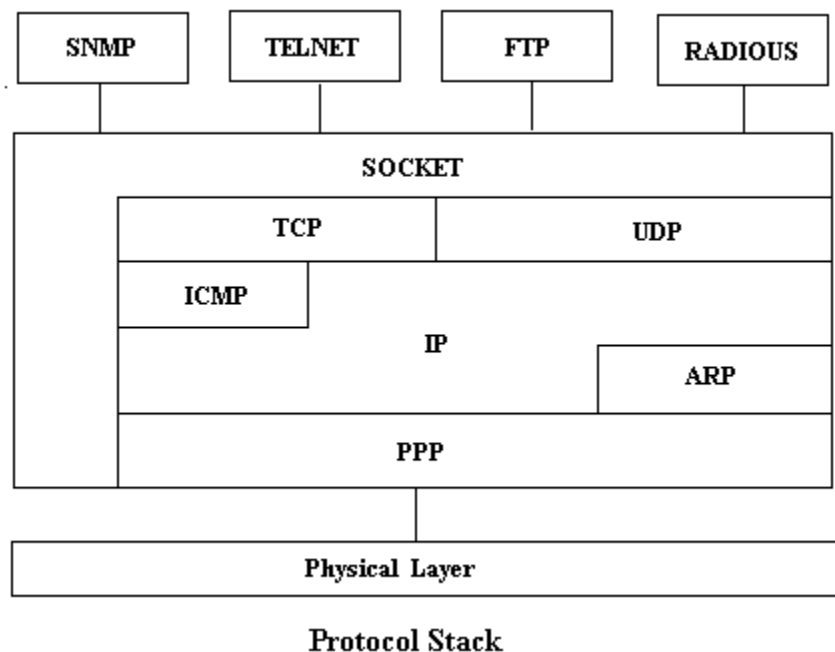 SNMP
TELNET
FTP
RADIOUS
SOCKET
TCP
UDP
ICMP
IP
ARP
PPP
Physical Layer
Protocol Stack